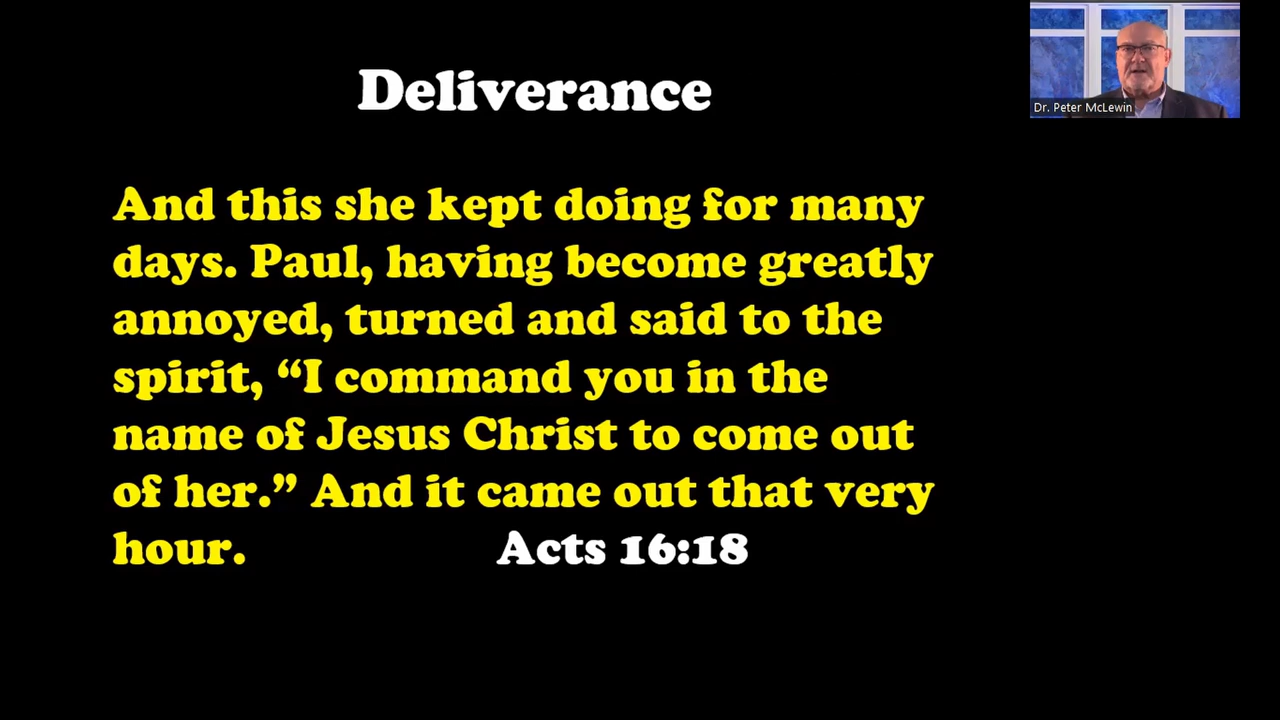 Deliverance
Dr. Peter McLewin
And this she kept doing for many
days. Paul, having become greatly
annoyed, turned and said to the
spirit, “I command you in the
name of Jesus Christ to come out
of her.” And it came out that very
hour. Acts 16:18